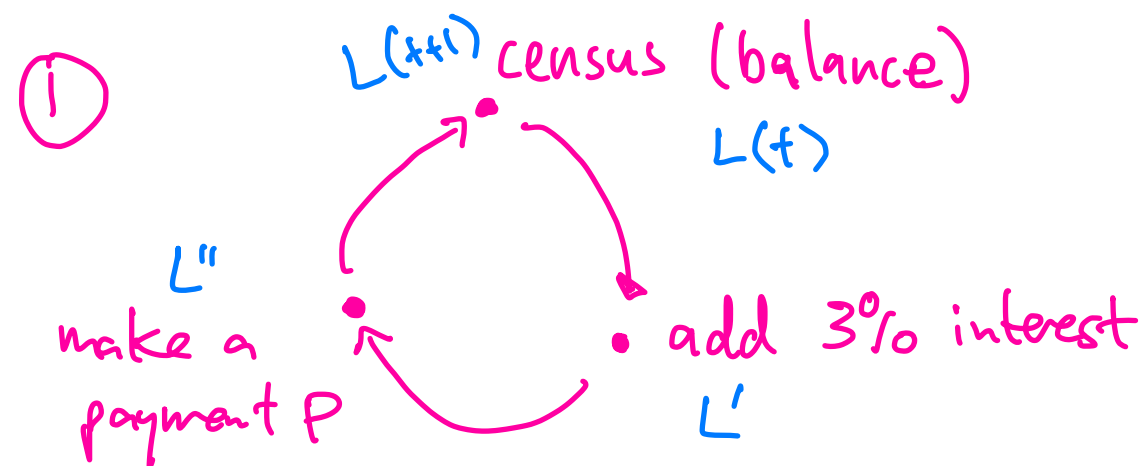 ①
L(t+1) census (balance)
L(t)
L"
make a
payment P
add 3% interest
L'